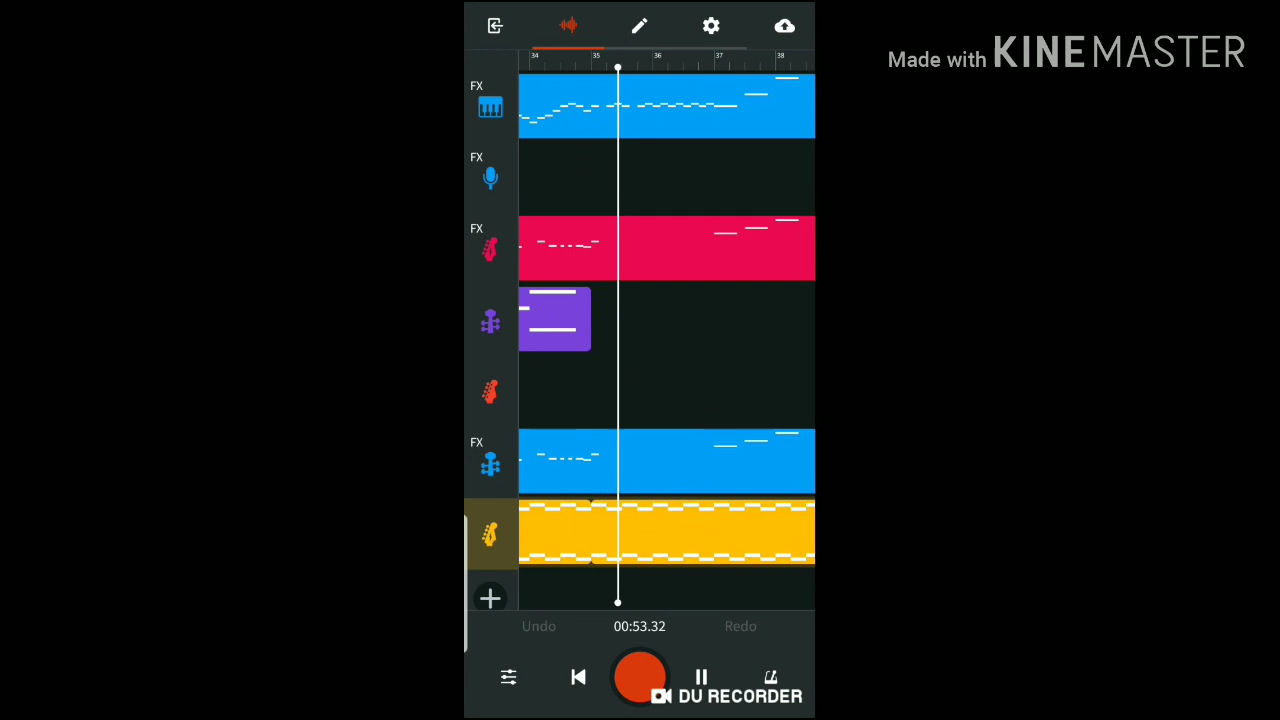 Made with KINEMASTER
34 35 36 37 38
FX
FX
FX
FX
Undo 00:53.32 Redo
DU RECORDER